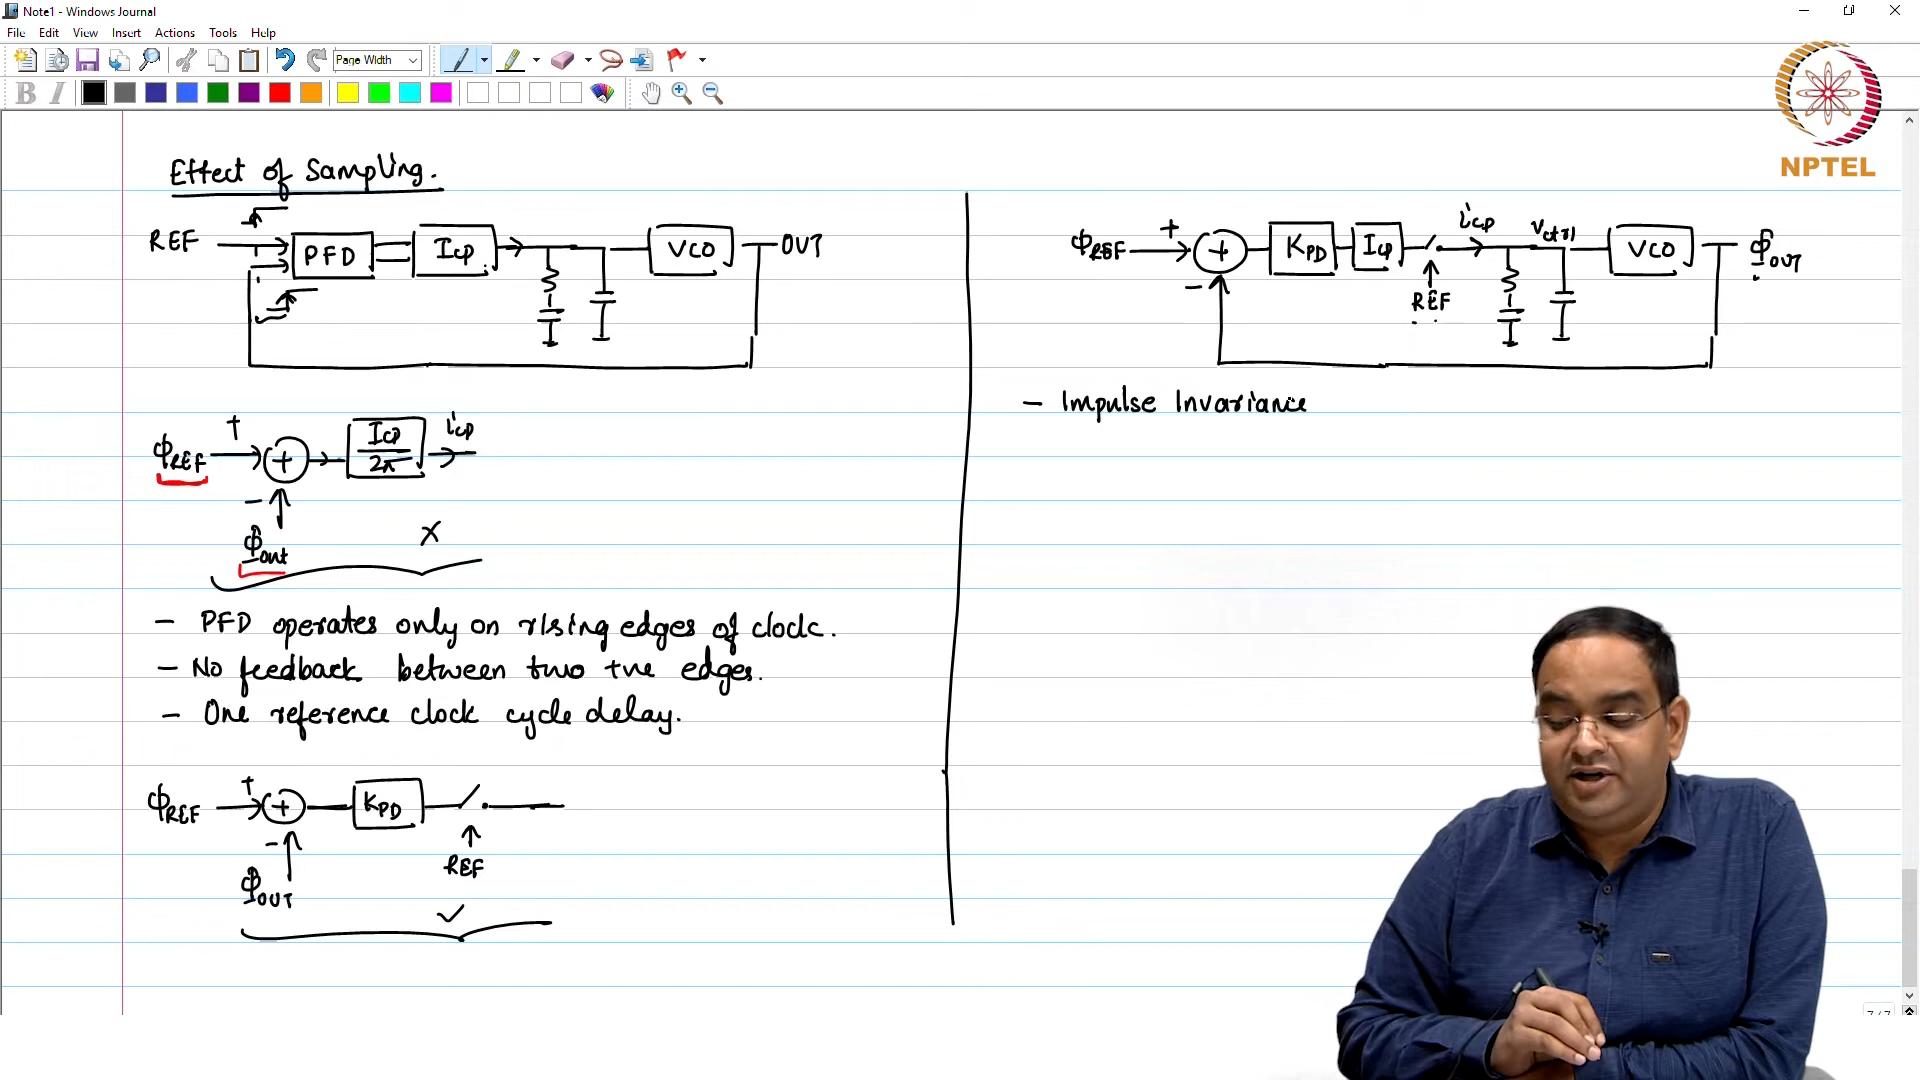 Note1 - Windows Journal
File Edit View Insert Actions Tools Help
Page Width
B I
NPTEL
Effect of Sampling.
REF PFD ICP VCO OUT
ΦREF + + ICP/2π icp
-
Φout X
- PFD operates only on rising edges of clock.
- No feedback between two +ve edges.
- One reference clock cycle delay.
ΦREF + + KPD
- REF
ΦOUT ✓
ΦREF + + KPD ICP icp Vctrl VCO ΦOUT
- REF
- Impulse Invariance
7/7